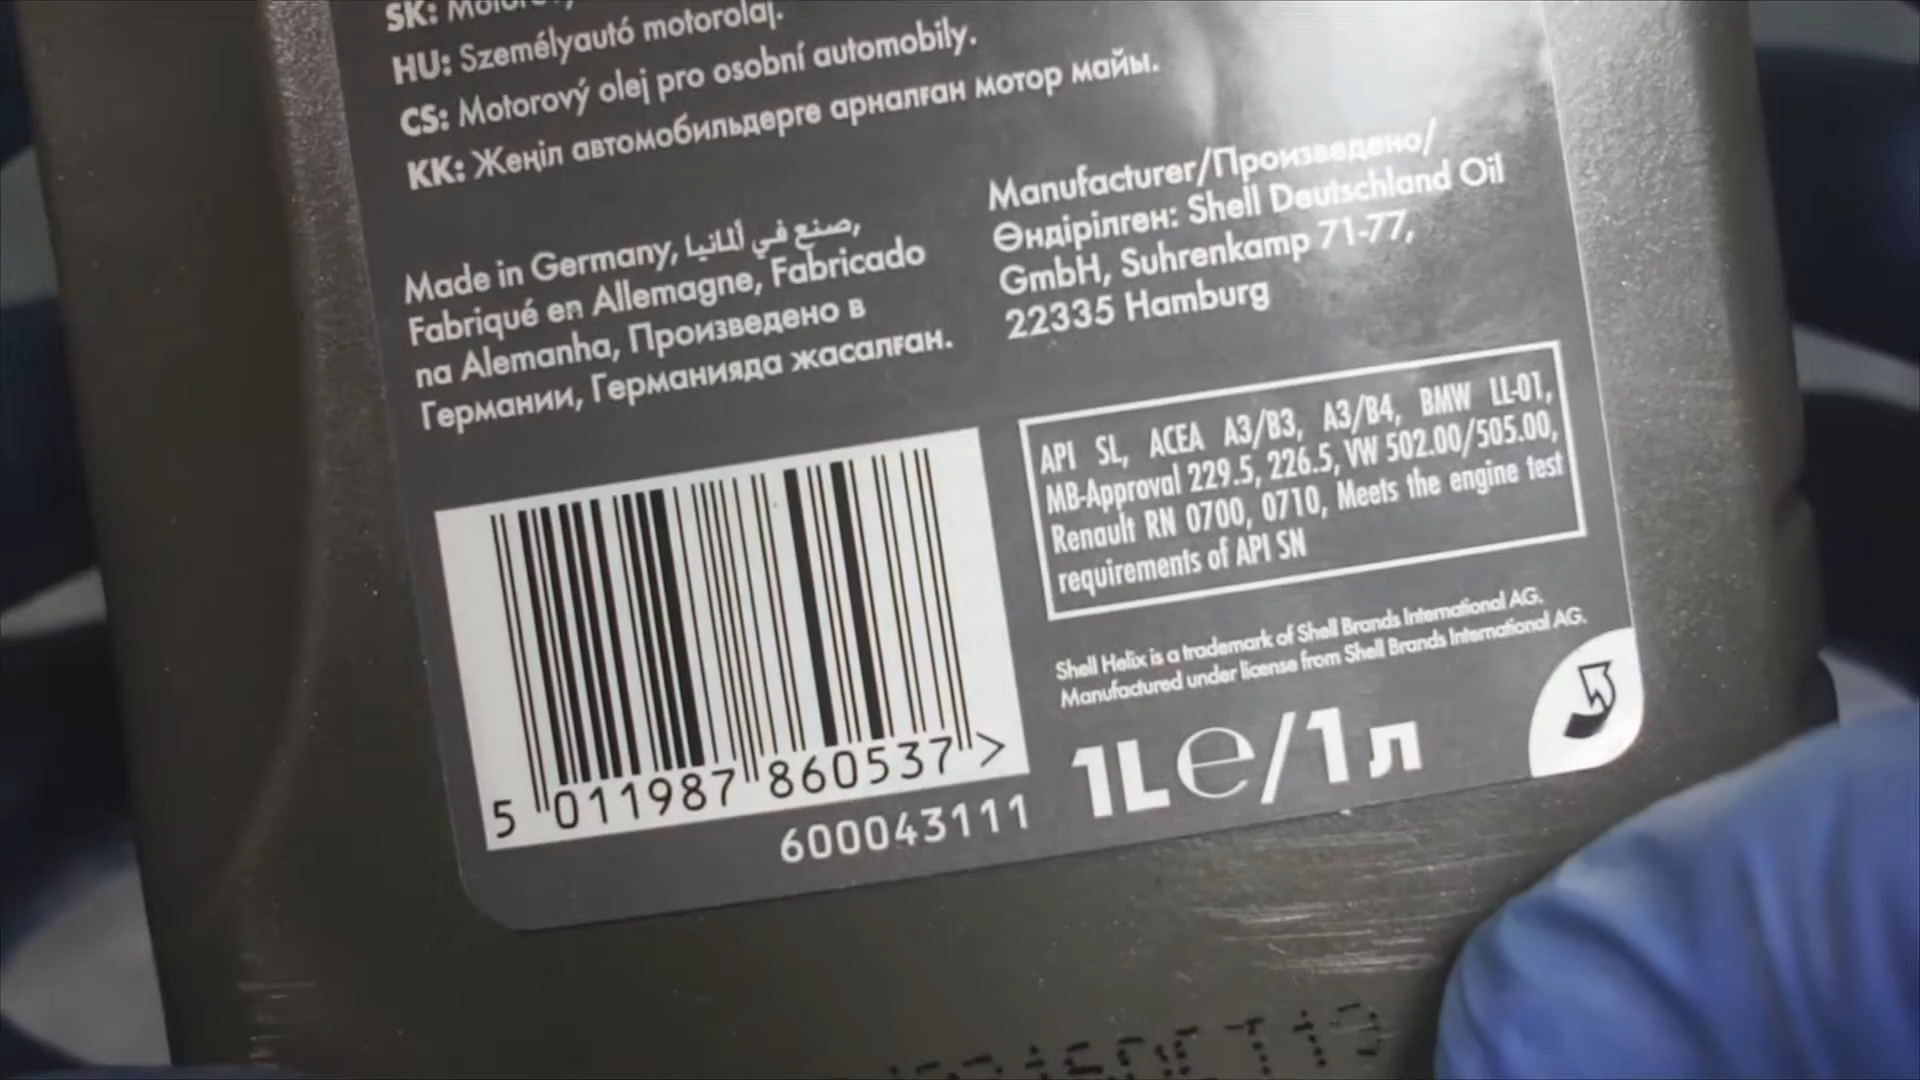 SK:
HU: Személyautó motorolaj.
CS: Motorový olej pro osobní automobily.
KK: Жеңіл автомобильдерге арналған мотор майы.
Made in Germany, صنع في ألمانيا,
Fabriqué en Allemagne, Fabricado
na Alemanha, Произведено в
Германии, Германияда жасалған.
Manufacturer/Произведено/
Өндірілген: Shell Deutschland Oil
GmbH, Suhrenkamp 71-77,
22335 Hamburg
API SL, ACEA A3/B3, A3/B4, BMW LL-01,
MB-Approval 229.5, 226.5, VW 502.00/505.00,
Renault RN 0700, 0710, Meets the engine test
requirements of API SN
Shell Helix is a trademark of Shell Brands International AG.
Manufactured under license from Shell Brands International AG.
5 011987 860537 >
600043111
1L℮/1л